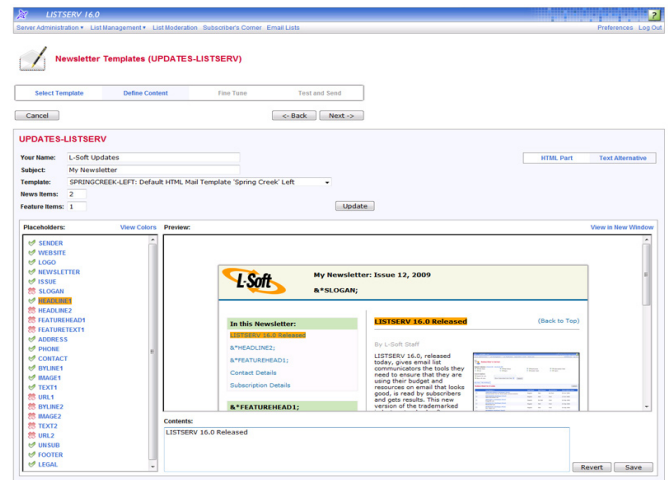 LISTSERV 16.0
?
Server Administration List Management List Moderation Subscriber's Corner Email Lists Preferences Log Out
Newsletter Templates (UPDATES-LISTSERV)
Select Template Define Content Fine Tune Test and Send
Cancel <- Back Next ->
UPDATES-LISTSERV
Your Name: L-Soft Updates HTML Part Text Alternative
Subject: My Newsletter
Template: SPRINGCREEK-LEFT: Default HTML Mail Template 'Spring Creek' Left
News Items: 2
Feature Items: 1 Update
Placeholders: View Colors Preview: View in New Window
SENDER
WEBSITE
LOGO
NEWSLETTER
ISSUE
SLOGAN
HEADLINE1
HEADLINE2
FEATUREHEAD1
FEATURETEXT1
ADDRESS
PHONE
CONTACT
BYLINE1
IMAGE1
TEXT1
URL1
BYLINE2
IMAGE2
TEXT2
URL2
UNSUB
FOOTER
LEGAL
L-Soft
My Newsletter: Issue 12, 2009
&*SLOGAN;
In this Newsletter:
LISTSERV 16.0 Released
&*HEADLINE2;
&*FEATUREHEAD1;
Contact Details
Subscription Details
&*FEATUREHEAD1;
LISTSERV 16.0 Released (Back to Top)
By L-Soft Staff
LISTSERV 16.0, released
today, gives email list
communicators the tools they
need to ensure that they are
using their budget and
resources on email that looks
good, is read by subscribers
and gets results. This new
version of the trademarked
Contents:
LISTSERV 16.0 Released
Revert Save